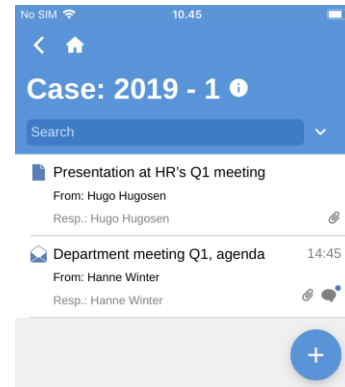 No SIM 10.45
Case: 2019 - 1
Search
Presentation at HR's Q1 meeting
From: Hugo Hugosen
Resp.: Hugo Hugosen
Department meeting Q1, agenda 14:45
From: Hanne Winter
Resp.: Hanne Winter